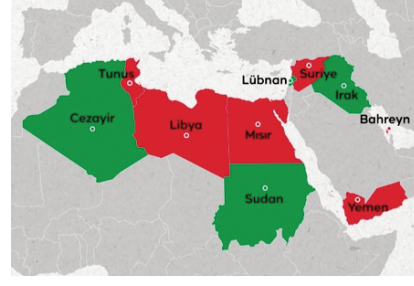 Tunus
Suriye
Lübnan
Irak
Cezayir
Libya
Mısır
Bahreyn
Sudan
Yemen